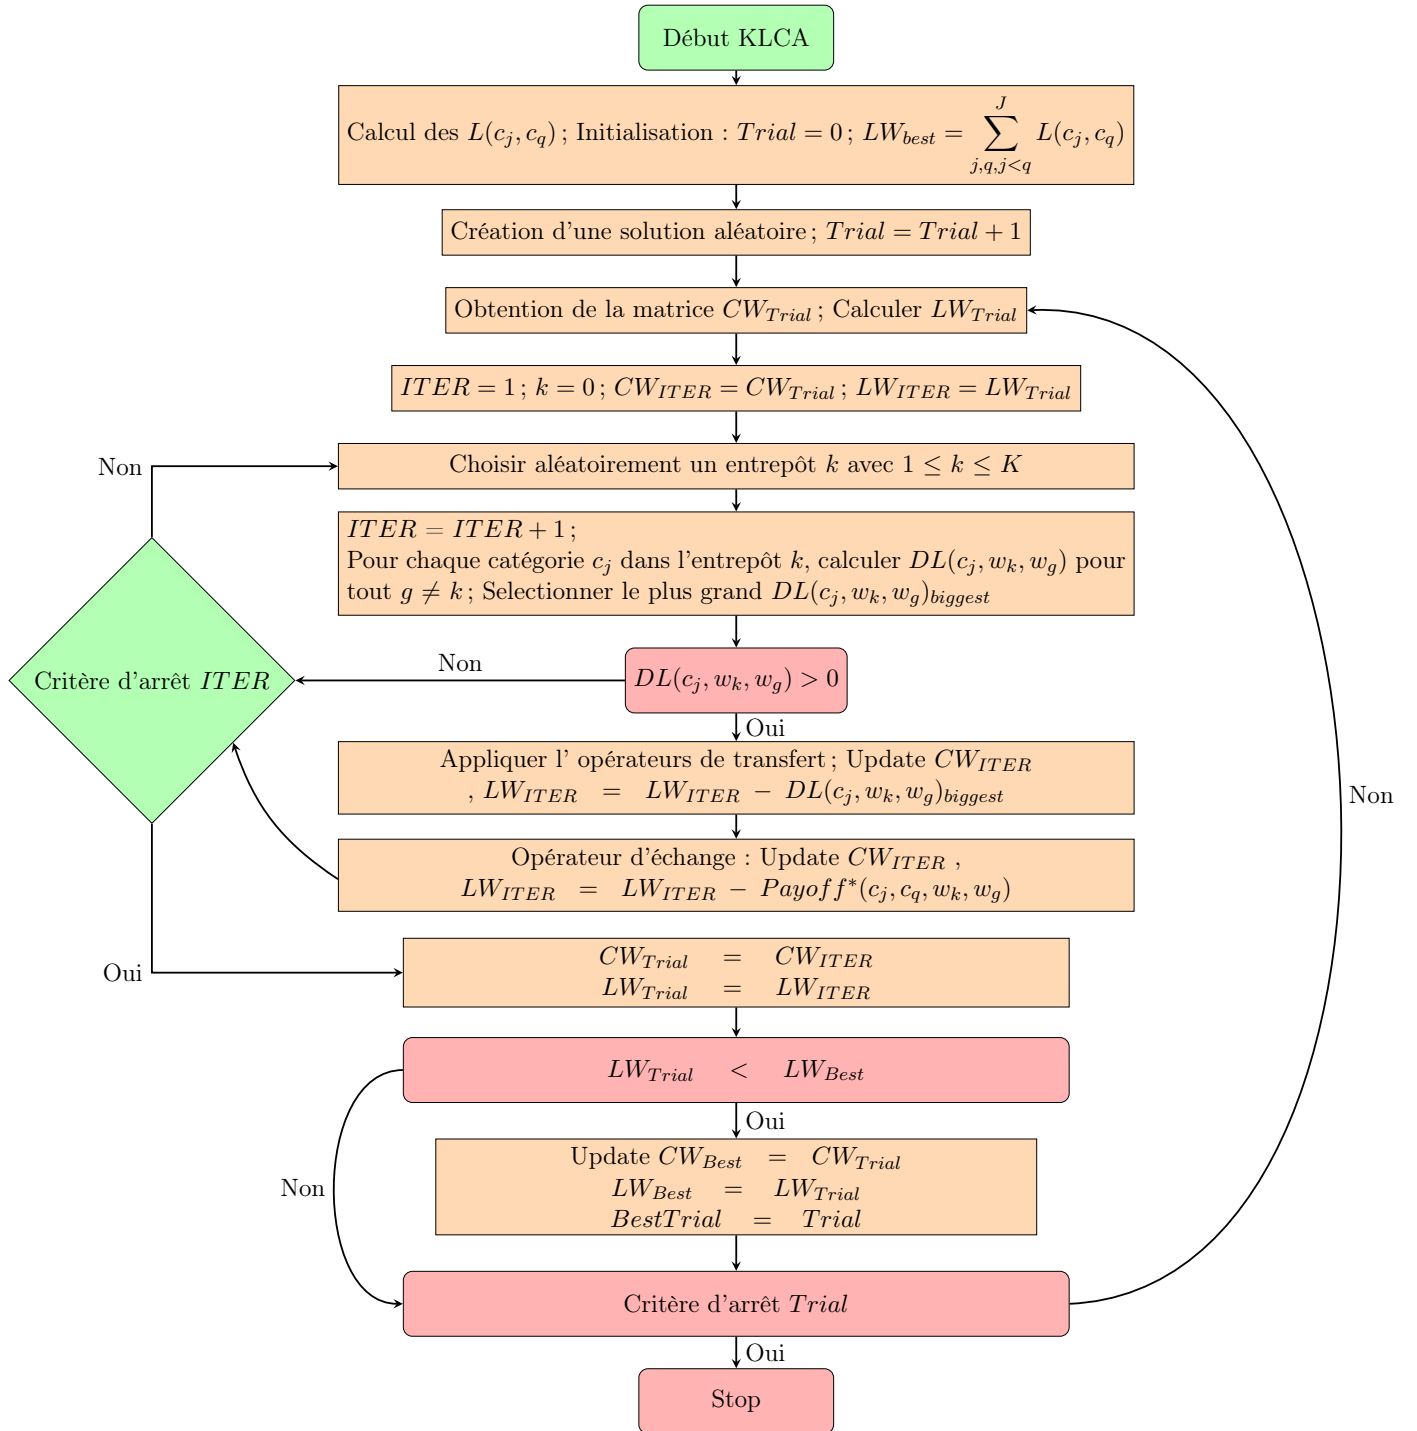 Début KLCA
Calcul des L(c_j, c_q) ; Initialisation : Trial = 0 ; LW_best = ∑_{j,q,j<q}^{J} L(c_j, c_q)
Création d'une solution aléatoire ; Trial = Trial + 1
Obtention de la matrice CW_Trial ; Calculer LW_Trial
ITER = 1 ; k = 0 ; CW_ITER = CW_Trial ; LW_ITER = LW_Trial
Non
Choisir aléatoirement un entrepôt k avec 1 ≤ k ≤ K
ITER = ITER + 1 ;
Pour chaque catégorie c_j dans l'entrepôt k, calculer DL(c_j, w_k, w_g) pour
tout g ≠ k ; Selectionner le plus grand DL(c_j, w_k, w_g)_biggest
Critère d'arrêt ITER
Non
DL(c_j, w_k, w_g) > 0
Oui
Appliquer l' opérateurs de transfert ; Update CW_ITER
, LW_ITER = LW_ITER − DL(c_j, w_k, w_g)_biggest
Non
Opérateur d'échange : Update CW_ITER ,
LW_ITER = LW_ITER − Payoff*(c_j, c_q, w_k, w_g)
Oui
CW_Trial = CW_ITER
LW_Trial = LW_ITER
LW_Trial < LW_Best
Oui
Non
Update CW_Best = CW_Trial
LW_Best = LW_Trial
BestTrial = Trial
Critère d'arrêt Trial
Oui
Stop